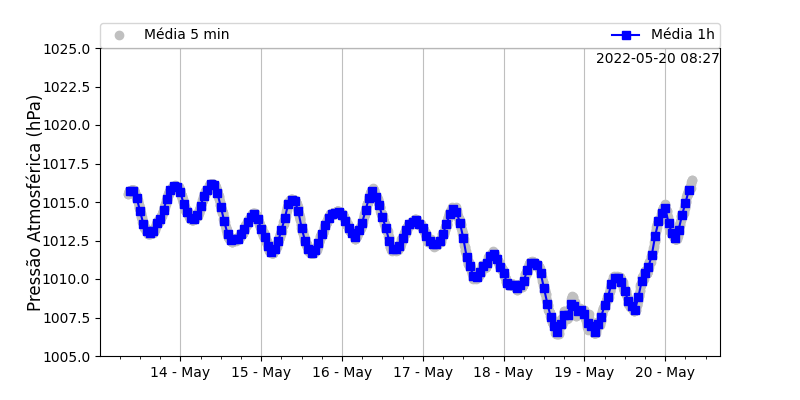 Média 5 min
Média 1h
2022-05-20 08:27
Pressão Atmosférica (hPa)
1025.0
1022.5
1020.0
1017.5
1015.0
1012.5
1010.0
1007.5
1005.0
14 - May
15 - May
16 - May
17 - May
18 - May
19 - May
20 - May